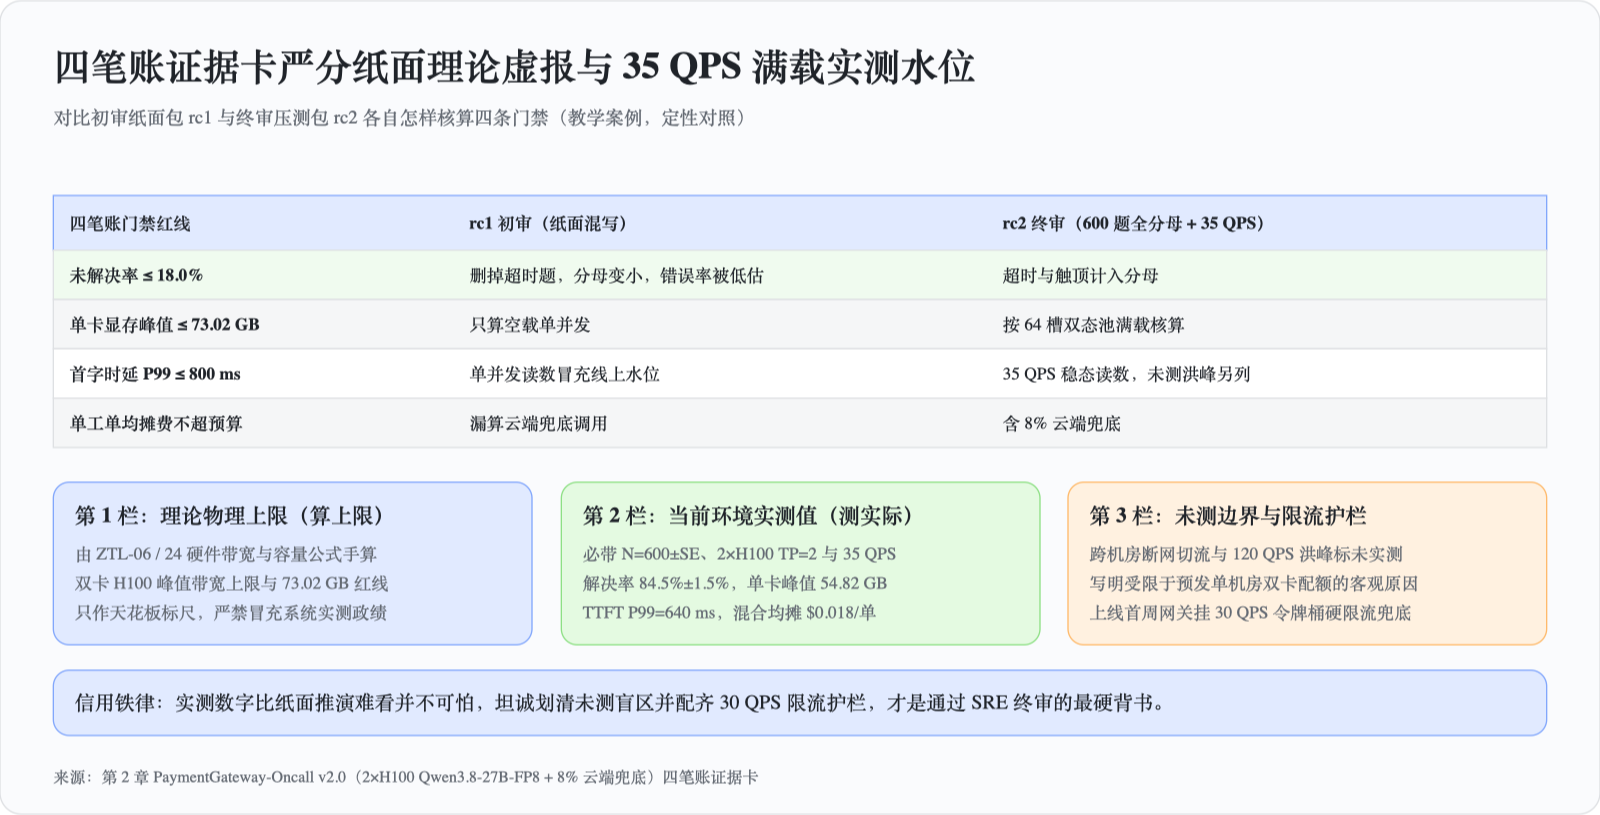 四笔账证据卡严分纸面理论虚报与 35 QPS 满载实测水位
对比初审纸面包 rc1 与终审压测包 rc2 各自怎样核算四条门禁（教学案例，定性对照）
四笔账门禁红线 rc1 初审（纸面混写） rc2 终审（600 题全分母 + 35 QPS）
未解决率 ≤ 18.0% 删掉超时题，分母变小，错误率被低估 超时与触顶计入分母
单卡显存峰值 ≤ 73.02 GB 只算空载单并发 按 64 槽双态池满载核算
首字时延 P99 ≤ 800 ms 单并发读数冒充线上水位 35 QPS 稳态读数，未测洪峰另列
单工单均摊费不超预算 漏算云端兜底调用 含 8% 云端兜底
第 1 栏：理论物理上限（算上限）
由 ZTL-06 / 24 硬件带宽与容量公式手算
双卡 H100 峰值带宽上限与 73.02 GB 红线
只作天花板标尺，严禁冒充系统实测政绩
第 2 栏：当前环境实测值（测实际）
必带 N=600±SE、2×H100 TP=2 与 35 QPS
解决率 84.5%±1.5%，单卡峰值 54.82 GB
TTFT P99=640 ms，混合均摊 $0.018/单
第 3 栏：未测边界与限流护栏
跨机房断网切流与 120 QPS 洪峰标未实测
写明受限于预发单机房双卡配额的客观原因
上线首周网关挂 30 QPS 令牌桶硬限流兜底
信用铁律：实测数字比纸面推演难看并不可怕，坦诚划清未测盲区并配齐 30 QPS 限流护栏，才是通过 SRE 终审的最硬背书。
来源：第 2 章 PaymentGateway-Oncall v2.0（2×H100 Qwen3.8-27B-FP8 + 8% 云端兜底）四笔账证据卡